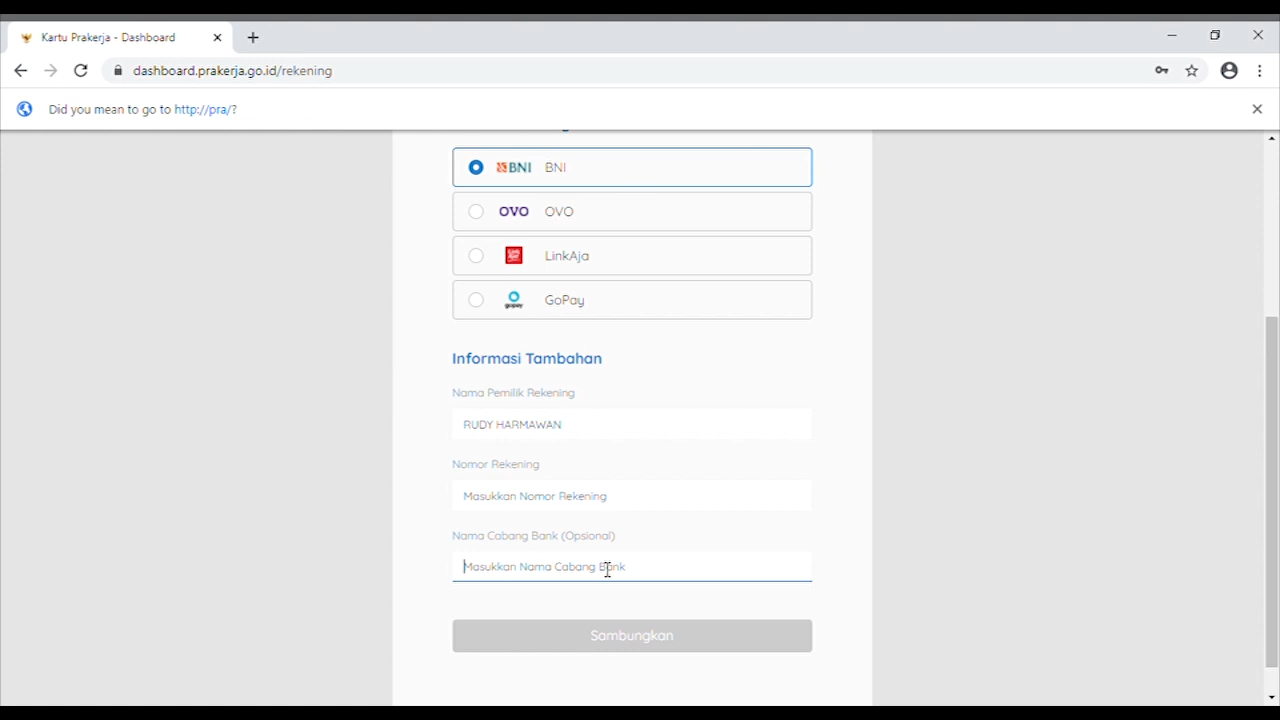 Kartu Prakerja - Dashboard
dashboard.prakerja.go.id/rekening
Did you mean to go to http://pra/?
BNI BNI
OVO OVO
LinkAja
gopay GoPay
Informasi Tambahan
Nama Pemilik Rekening
RUDY HARMAWAN
Nomor Rekening
Masukkan Nomor Rekening
Nama Cabang Bank (Opsional)
Masukkan Nama Cabang Bank
Sambungkan